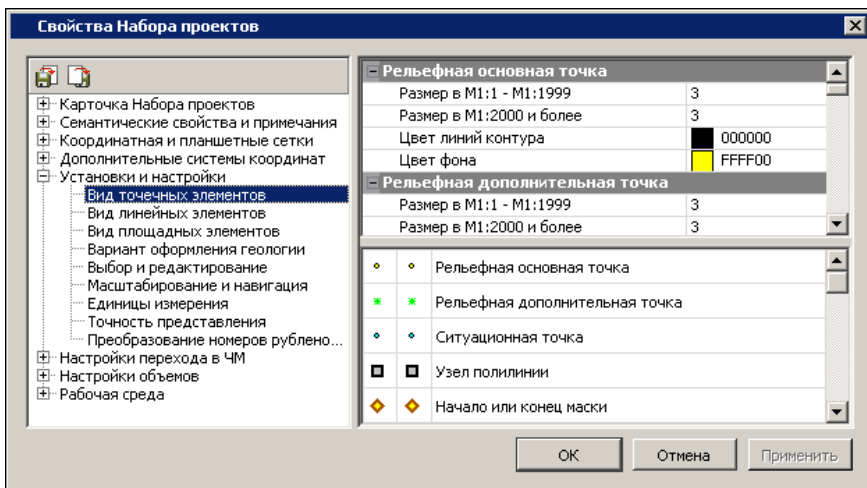 Свойства Набора проектов
Карточка Набора проектов
Семантические свойства и примечания
Координатная и планшетные сетки
Дополнительные системы координат
Установки и настройки
Вид точечных элементов
Вид линейных элементов
Вид площадных элементов
Вариант оформления геологии
Выбор и редактирование
Масштабирование и навигация
Единицы измерения
Точность представления
Преобразование номеров рублено...
Настройки перехода в ЧМ
Настройки объемов
Рабочая среда
Рельефная основная точка
Размер в М1:1 - М1:1999 3
Размер в М1:2000 и более 3
Цвет линий контура 000000
Цвет фона FFFF00
Рельефная дополнительная точка
Размер в М1:1 - М1:1999 3
Размер в М1:2000 и более 3
Рельефная основная точка
Рельефная дополнительная точка
Ситуационная точка
Узел полилинии
Начало или конец маски
ОК Отмена Применить